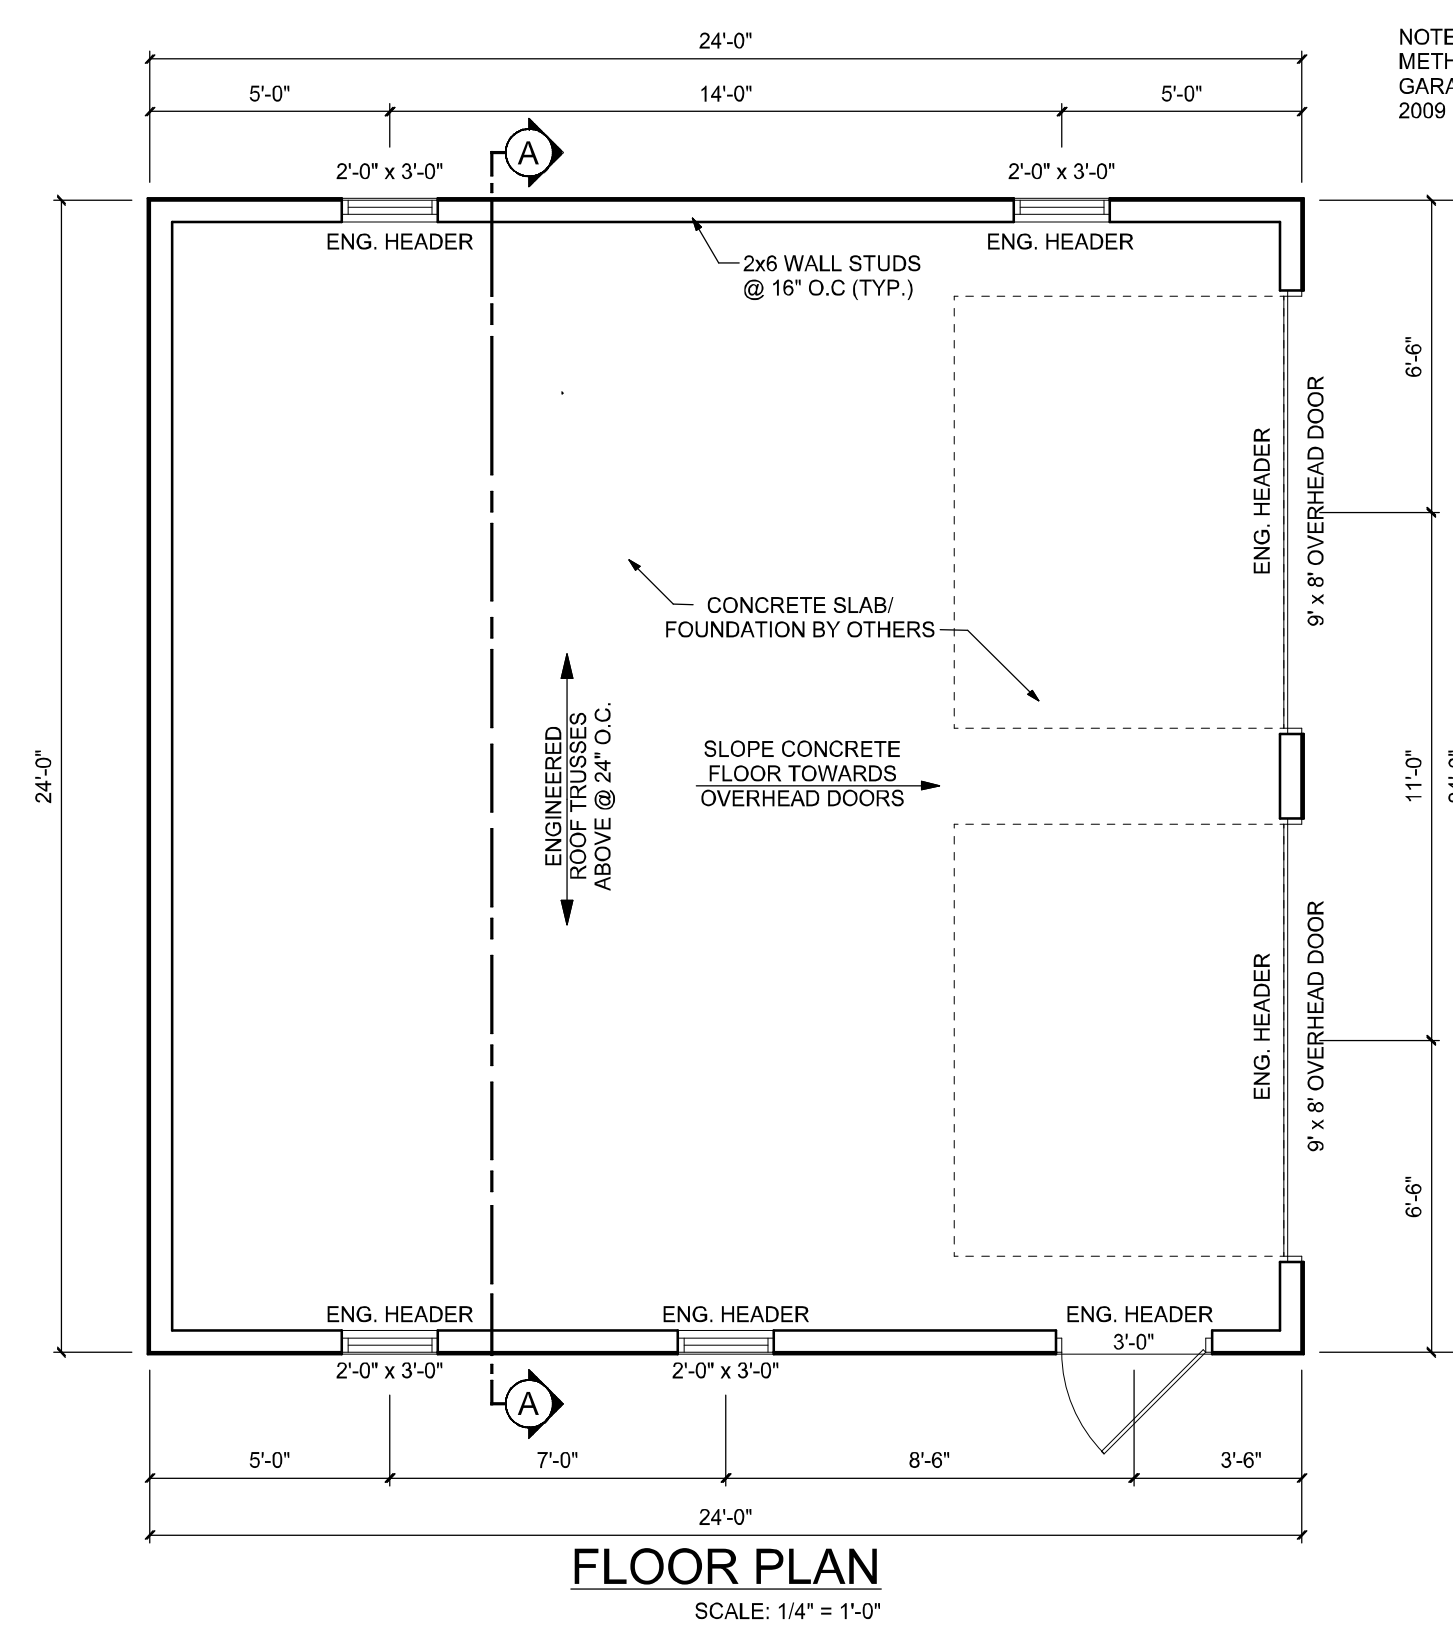 24'-0"
5'-0"
14'-0"
5'-0"
NOTE
METH
GARA
2009
A
2'-0" x 3'-0"
2'-0" x 3'-0"
ENG. HEADER
ENG. HEADER
2x6 WALL STUDS
@ 16" O.C (TYP.)
6'-6"
ENG. HEADER
9' x 8' OVERHEAD DOOR
CONCRETE SLAB/
FOUNDATION BY OTHERS
24'-0"
ENGINEERED
ROOF TRUSSES
ABOVE @ 24" O.C.
SLOPE CONCRETE
FLOOR TOWARDS
OVERHEAD DOORS
11'-0"
ENG. HEADER
9' x 8' OVERHEAD DOOR
6'-6"
ENG. HEADER
ENG. HEADER
ENG. HEADER
3'-0"
2'-0" x 3'-0"
2'-0" x 3'-0"
A
5'-0"
7'-0"
8'-6"
3'-6"
24'-0"
FLOOR PLAN
SCALE: 1/4" = 1'-0"